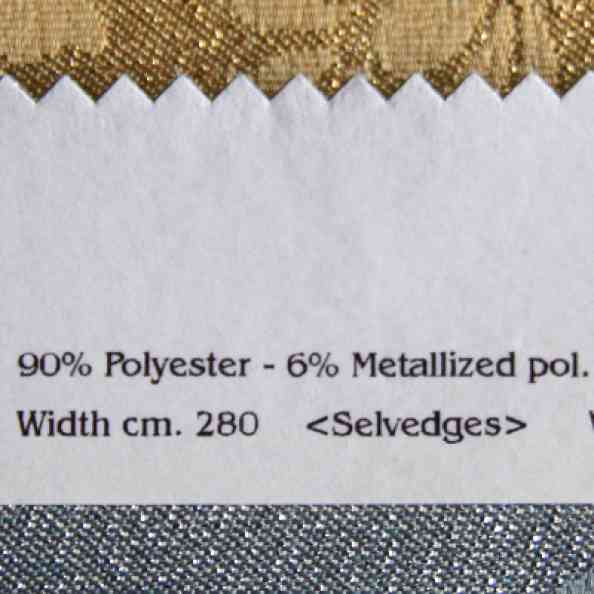 90% Polyester - 6% Metallized pol.
Width cm. 280 <Selvedges>